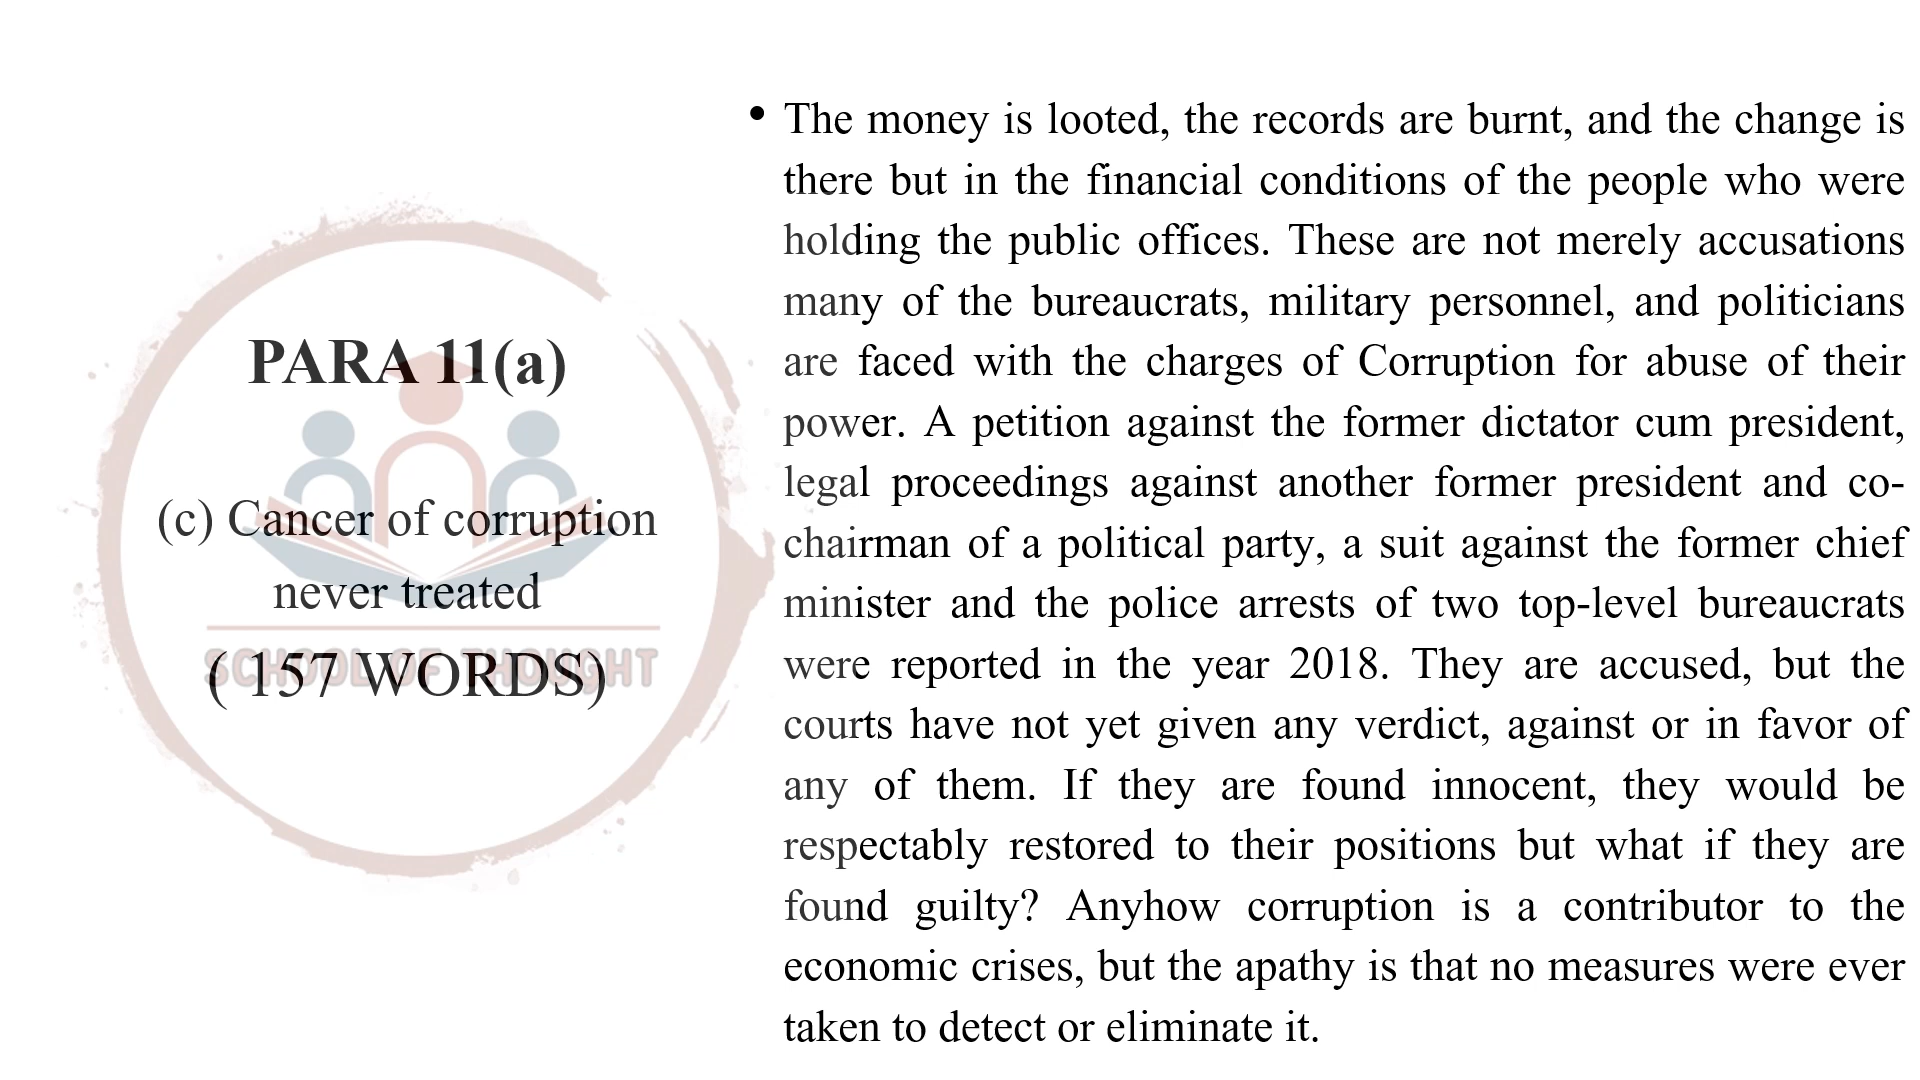 PARA 11(a)
(c) Cancer of corruption
never treated
( 157 WORDS)
SCHOOL OF THOUGHT
• The money is looted, the records are burnt, and the change is
there but in the financial conditions of the people who were
holding the public offices. These are not merely accusations
many of the bureaucrats, military personnel, and politicians
are faced with the charges of Corruption for abuse of their
power. A petition against the former dictator cum president,
legal proceedings against another former president and co-
chairman of a political party, a suit against the former chief
minister and the police arrests of two top-level bureaucrats
were reported in the year 2018. They are accused, but the
courts have not yet given any verdict, against or in favor of
any of them. If they are found innocent, they would be
respectably restored to their positions but what if they are
found guilty? Anyhow corruption is a contributor to the
economic crises, but the apathy is that no measures were ever
taken to detect or eliminate it.